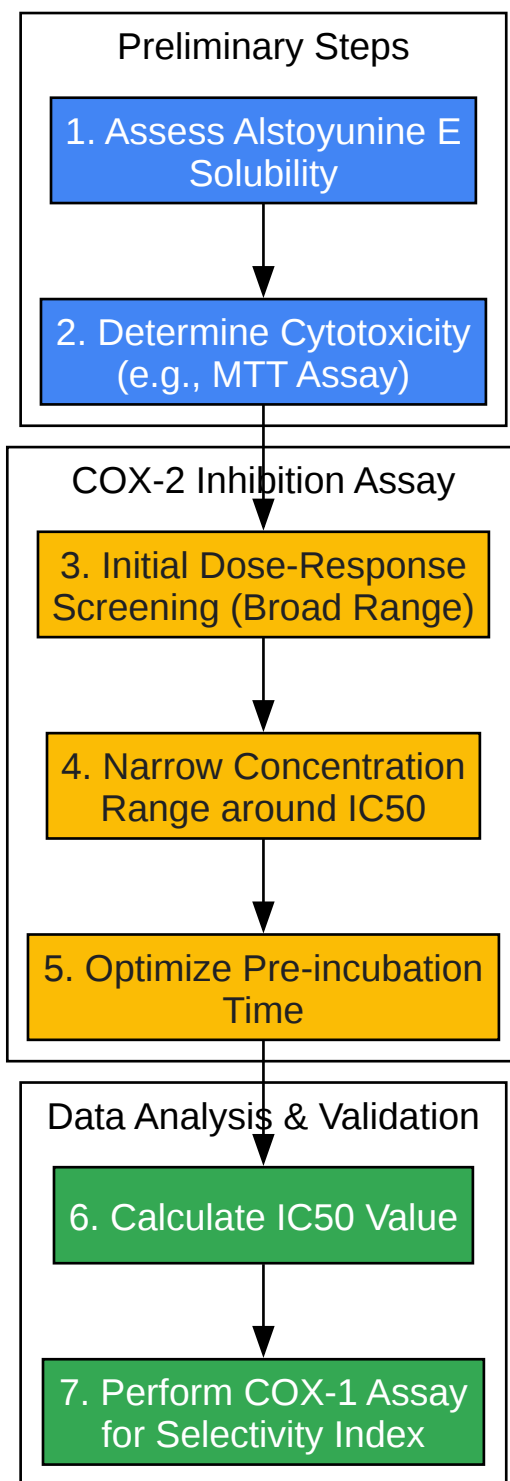 Preliminary Steps
1. Assess Alstoyunine E
Solubility
2. Determine Cytotoxicity
(e.g., MTT Assay)
COX-2 Inhibition Assay
3. Initial Dose-Response
Screening (Broad Range)
4. Narrow Concentration
Range around IC50
5. Optimize Pre-incubation
Time
Data Analysis & Validation
6. Calculate IC50 Value
7. Perform COX-1 Assay
for Selectivity Index